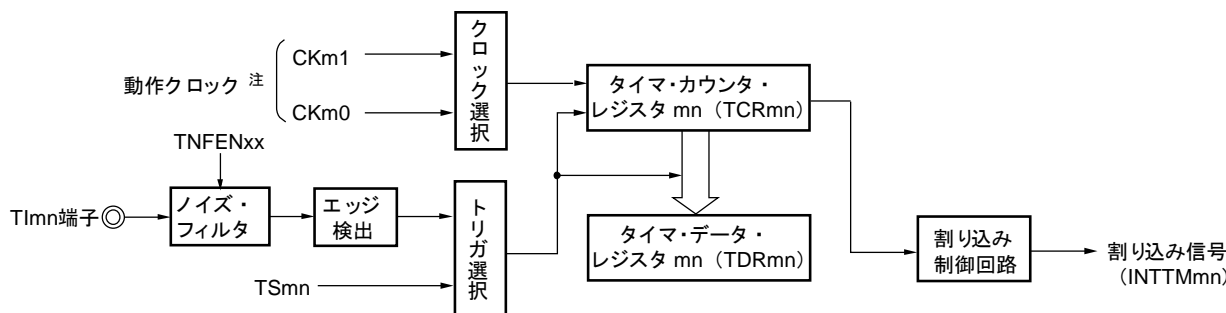 動作クロック 注
CKm1
CKm0
クロック選択
タイマ・カウンタ・
レジスタ mn（TCRmn）
TNFENxx
TImn端子
ノイズ・
フィルタ
エッジ
検出
TSmn
トリガ選択
タイマ・データ・
レジスタ mn（TDRmn）
割り込み
制御回路
割り込み信号
（INTTMmn）